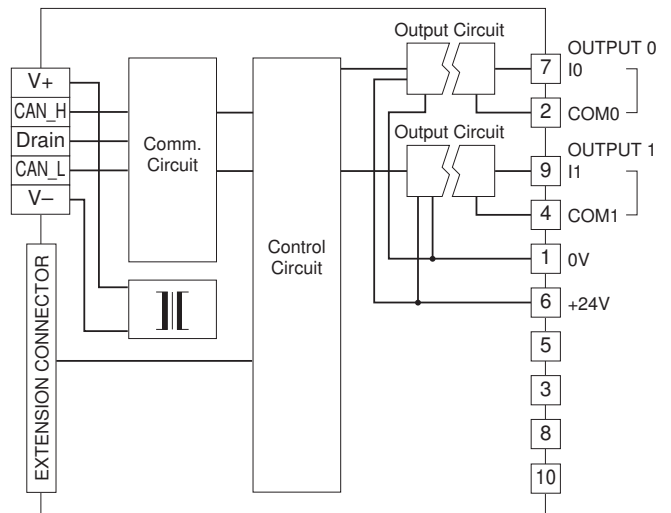 V+
CAN_H
Drain
CAN_L
V–
EXTENSION CONNECTOR
Comm.
Circuit
Control
Circuit
Output Circuit
Output Circuit
OUTPUT 0
7 I0
2 COM0
OUTPUT 1
9 I1
4 COM1
1 0V
6 +24V
5
3
8
10